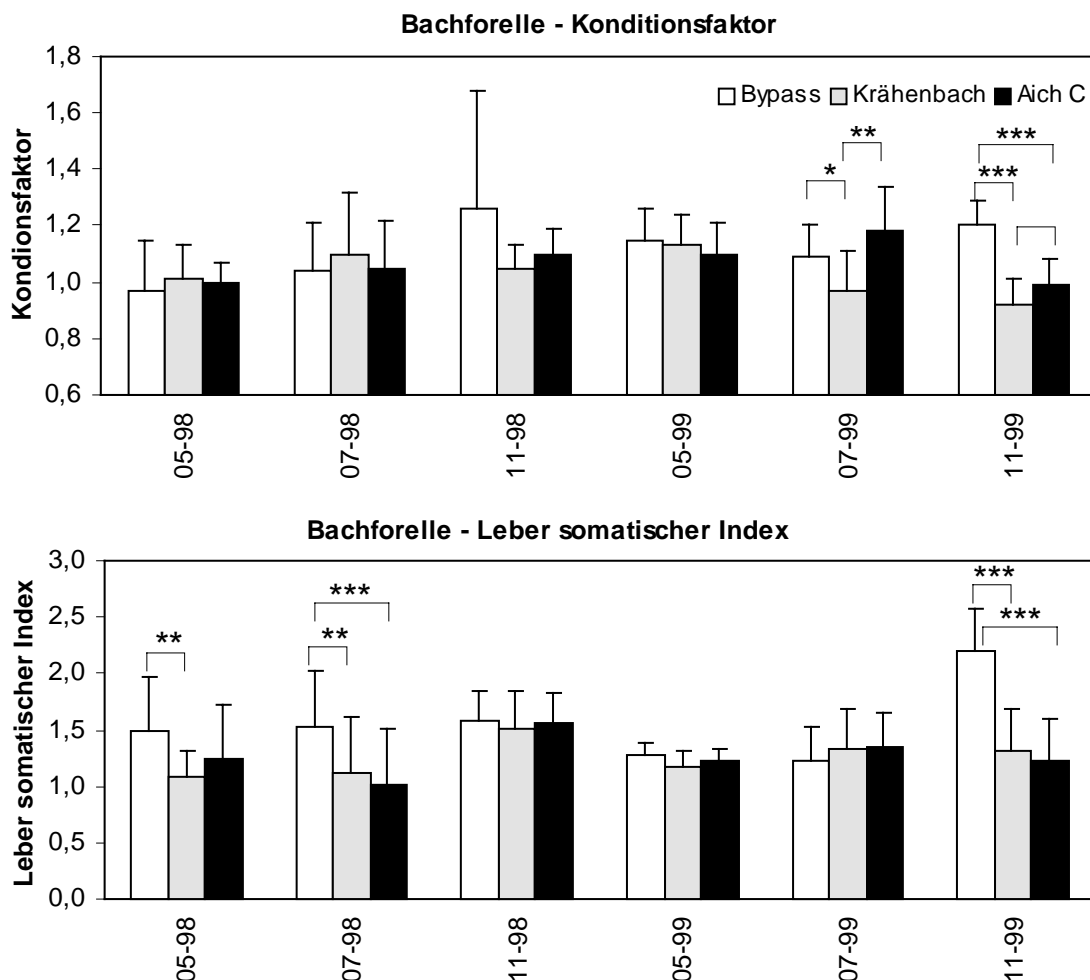 Bachforelle - Konditionsfaktor
Kondionsfaktor
1,8
1,6
1,4
1,2
1,0
0,8
0,6
Bypass Krähenbach Aich C
* ** *** ***
05-98 07-98 11-98 05-99 07-99 11-99
Bachforelle - Leber somatischer Index
Leber somatischer Index
3,0
2,5
2,0
1,5
1,0
0,5
0,0
** ** *** *** ***
05-98 07-98 11-98 05-99 07-99 11-99